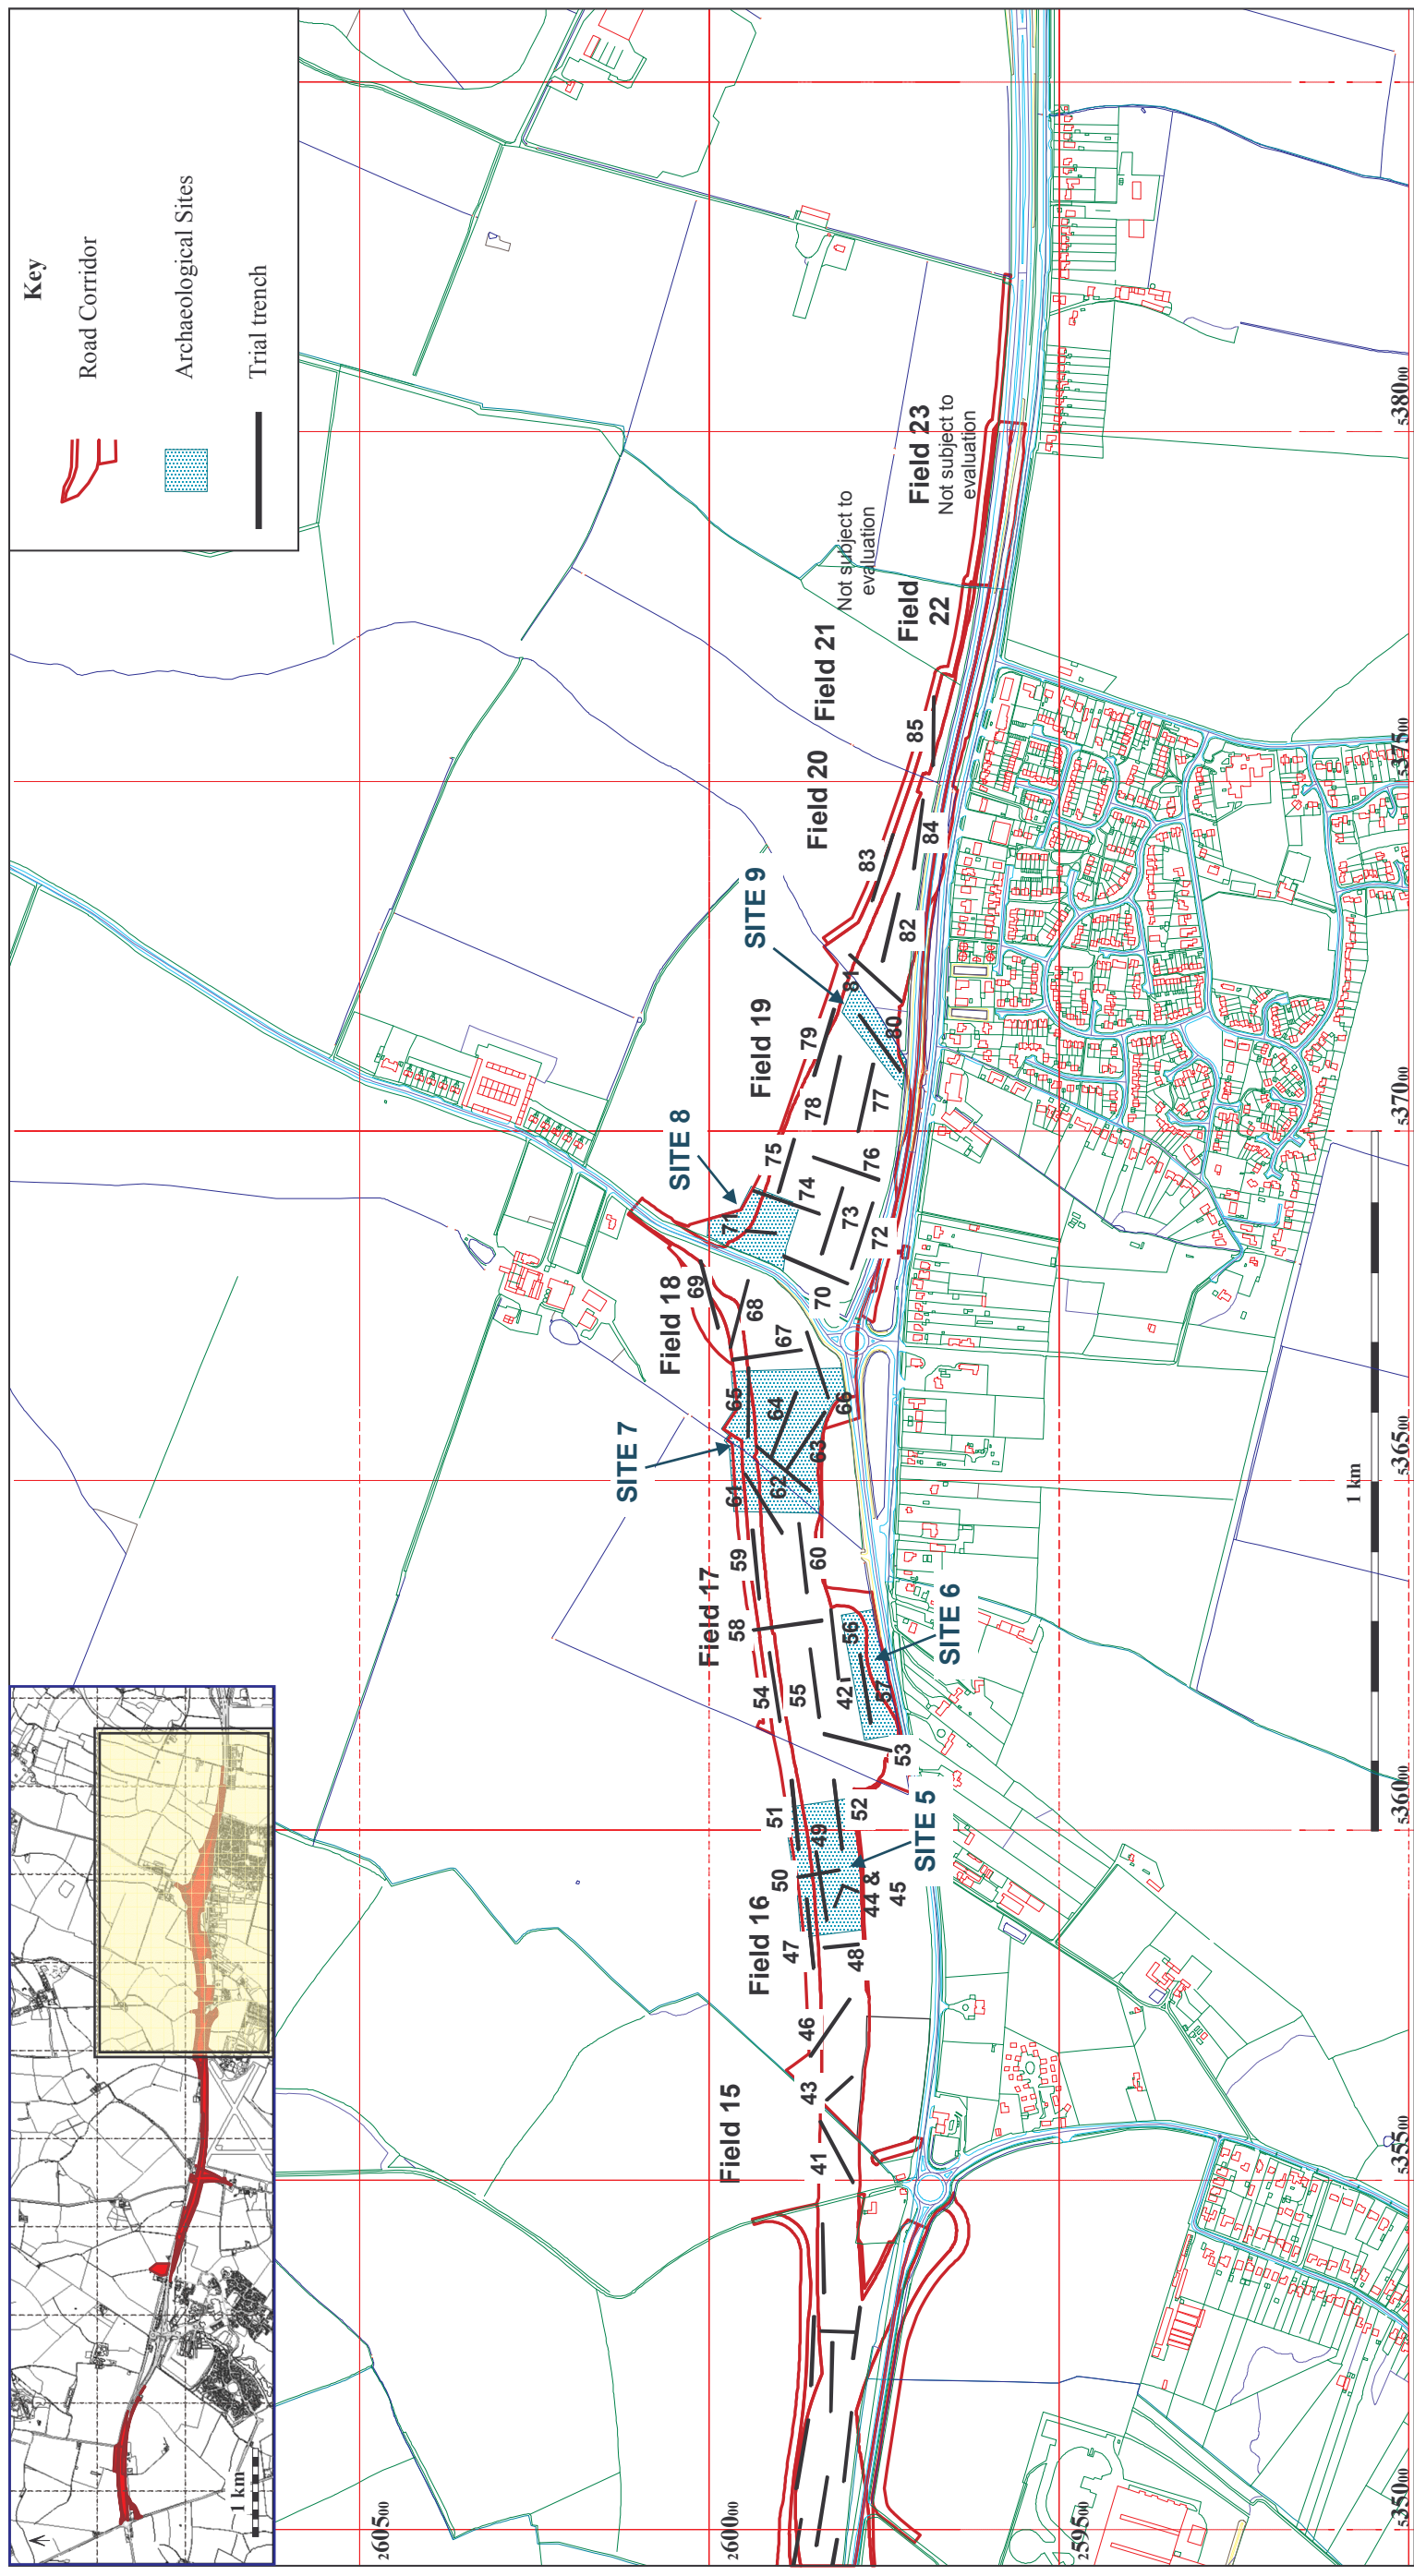 Key
Road Corridor
Archaeological Sites
Trial trench
1 km
Field 15
Field 16
Field 17
Field 18
Field 19
Field 20
Field 21
Field
22
Not subject to
evaluation
Field 23
Not subject to
evaluation
SITE 5
SITE 6
SITE 7
SITE 8
SITE 9
41
43
46
47
48
50
44 &
45
49
51
52
53
54
55
42
57
56
58
59
60
61
62
63
64
65
66
67
68
69
70
71
72
73
74
75
76
77
78
79
80
81
82
83
84
85
260500
260000
259500
535000
535500
536000
536500
537000
537500
538000
1 km